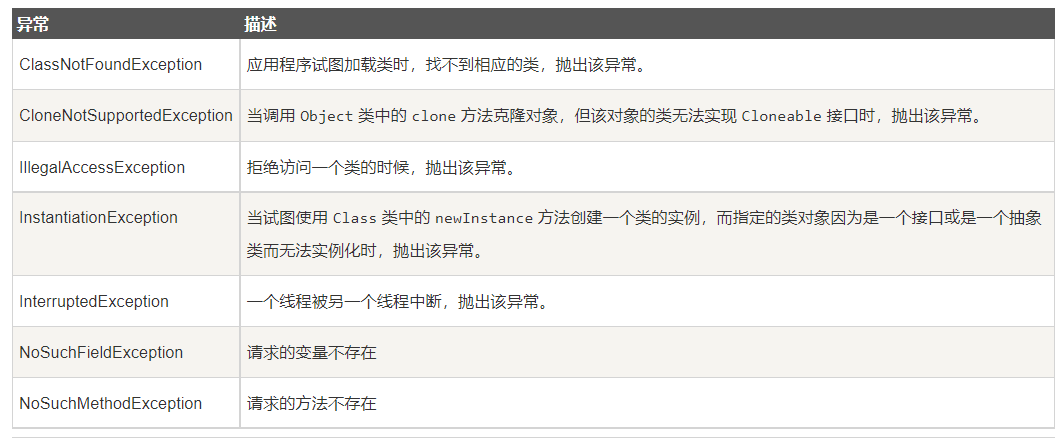 异常 描述
ClassNotFoundException 应用程序试图加载类时，找不到相应的类，抛出该异常。
CloneNotSupportedException 当调用 Object 类中的 clone 方法克隆对象，但该对象的类无法实现 Cloneable 接口时，抛出该异常。
IllegalAccessException 拒绝访问一个类的时候，抛出该异常。
InstantiationException 当试图使用 Class 类中的 newInstance 方法创建一个类的实例，而指定的类对象因为是一个接口或是一个抽象
类而无法实例化时，抛出该异常。
InterruptedException 一个线程被另一个线程中断，抛出该异常。
NoSuchFieldException 请求的变量不存在
NoSuchMethodException 请求的方法不存在